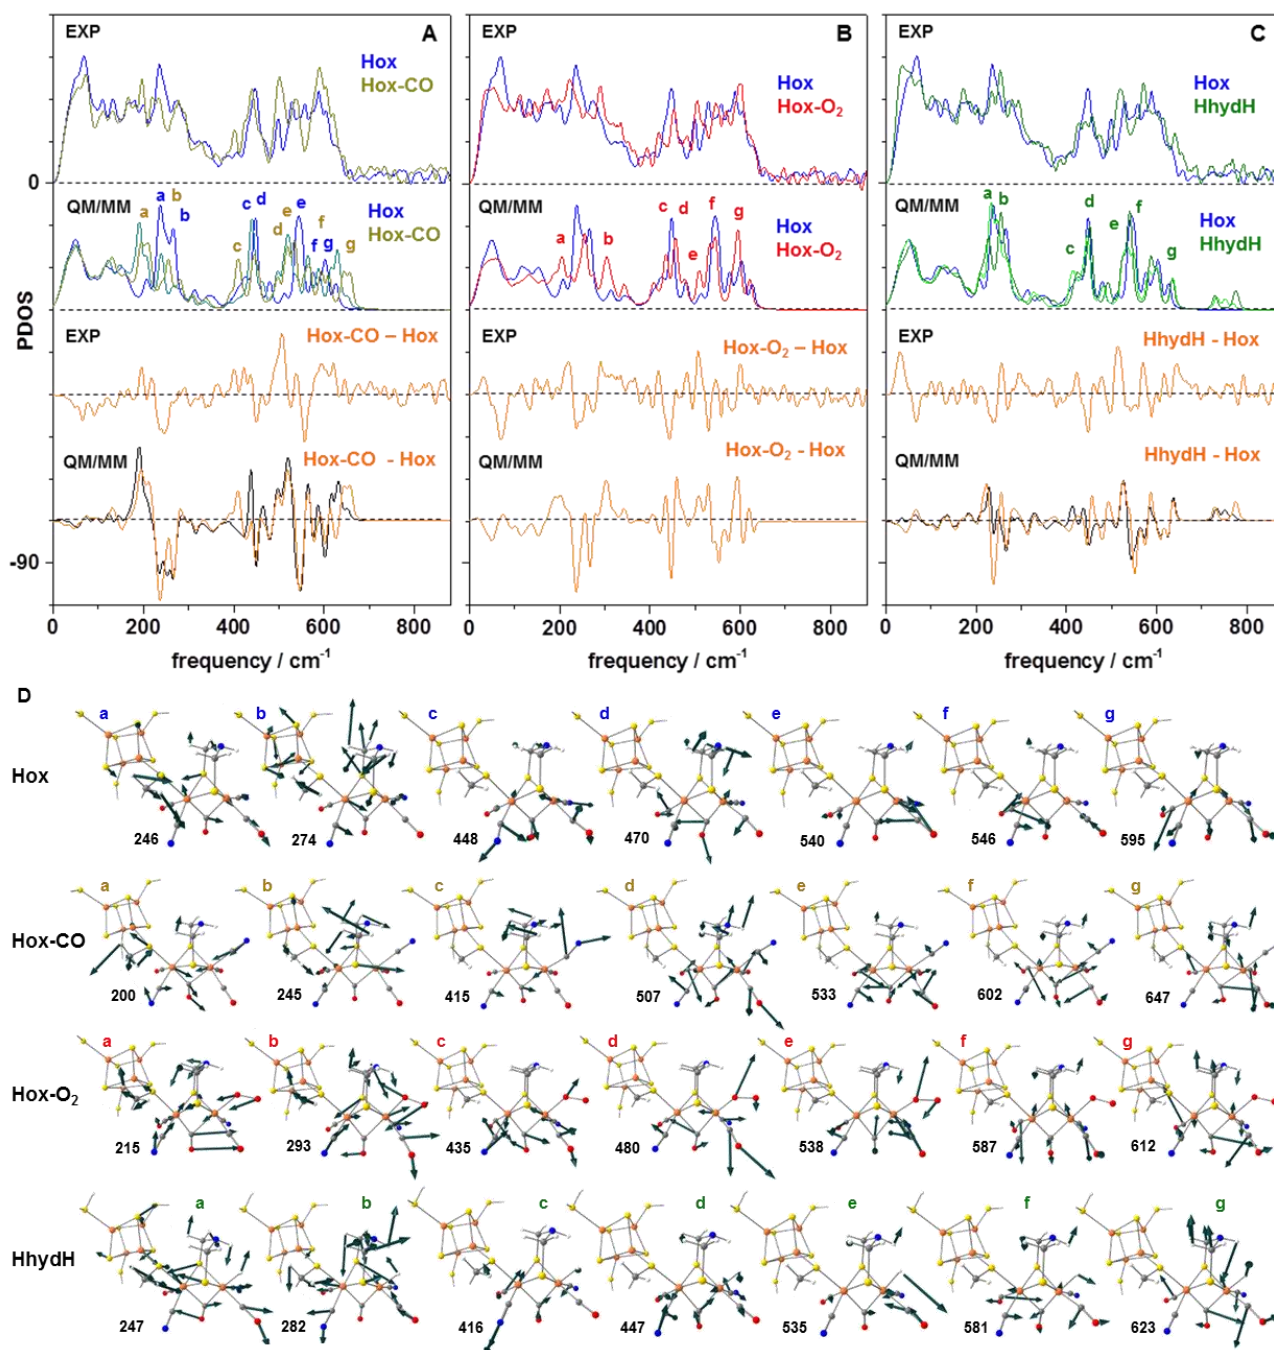 EXP A
Hox
Hox-CO
0
QM/MM
a b a b c d c d e e f f g g
Hox
Hox-CO
EXP
Hox-CO – Hox
QM/MM
Hox-CO - Hox
-90
PDOS
0 200 400 600 800
frequency / cm-1
EXP B
Hox
Hox-O2
QM/MM
a b c d e f g
Hox
Hox-O2
EXP
Hox-O2 – Hox
QM/MM
Hox-O2 - Hox
0 200 400 600 800
frequency / cm-1
EXP C
Hox
HhydH
QM/MM
a b c d e f g
Hox
HhydH
EXP
HhydH - Hox
QM/MM
HhydH - Hox
0 200 400 600 800
frequency / cm-1
D
a b c d e f g
Hox
246 274 448 470 540 546 595
a b c d e f g
Hox-CO
200 245 415 507 533 602 647
a b c d e f g
Hox-O2
215 293 435 480 538 587 612
a b c d e f g
HhydH
247 282 416 447 535 581 623